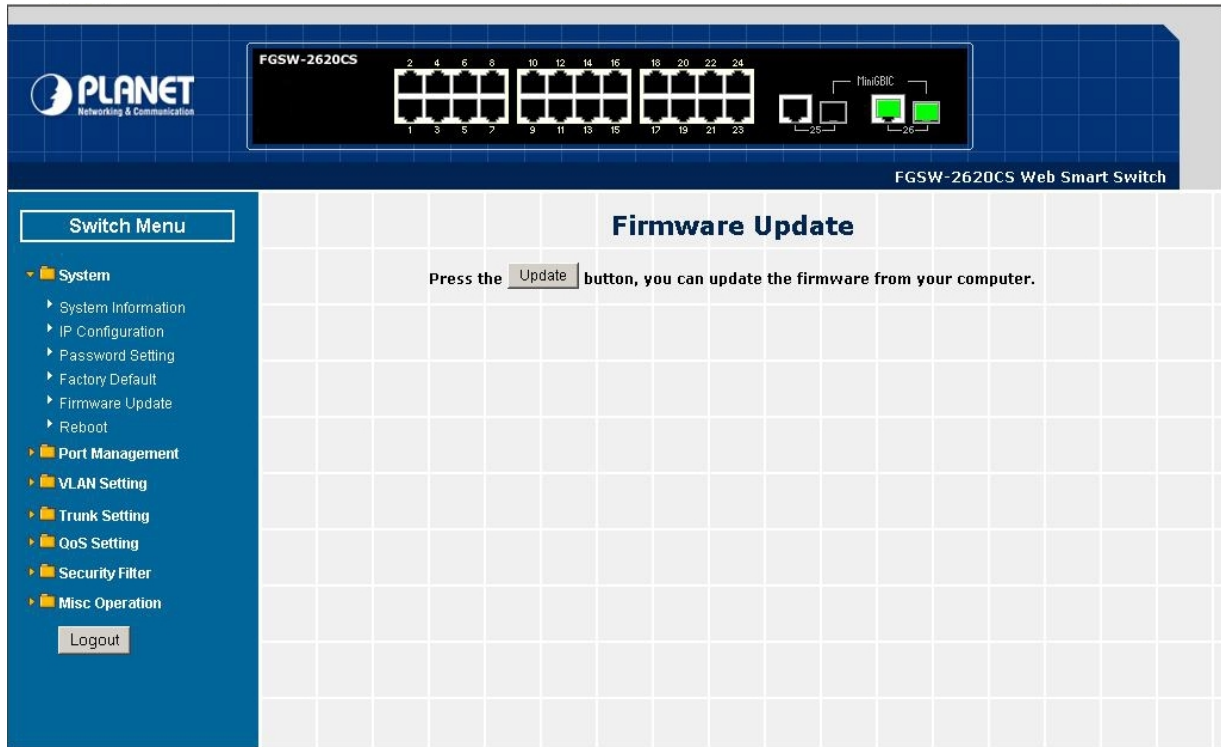 PLANET
Networking & Communication
FGSW-2620CS
2 4 6 8 10 12 14 16 18 20 22 24
MiniGBIC
1 3 5 7 9 11 13 15 17 19 21 23
25 26
FGSW-2620CS Web Smart Switch
Switch Menu
System
System Information
IP Configuration
Password Setting
Factory Default
Firmware Update
Reboot
Port Management
VLAN Setting
Trunk Setting
QoS Setting
Security Filter
Misc Operation
Logout
Firmware Update
Press the Update button, you can update the firmware from your computer.